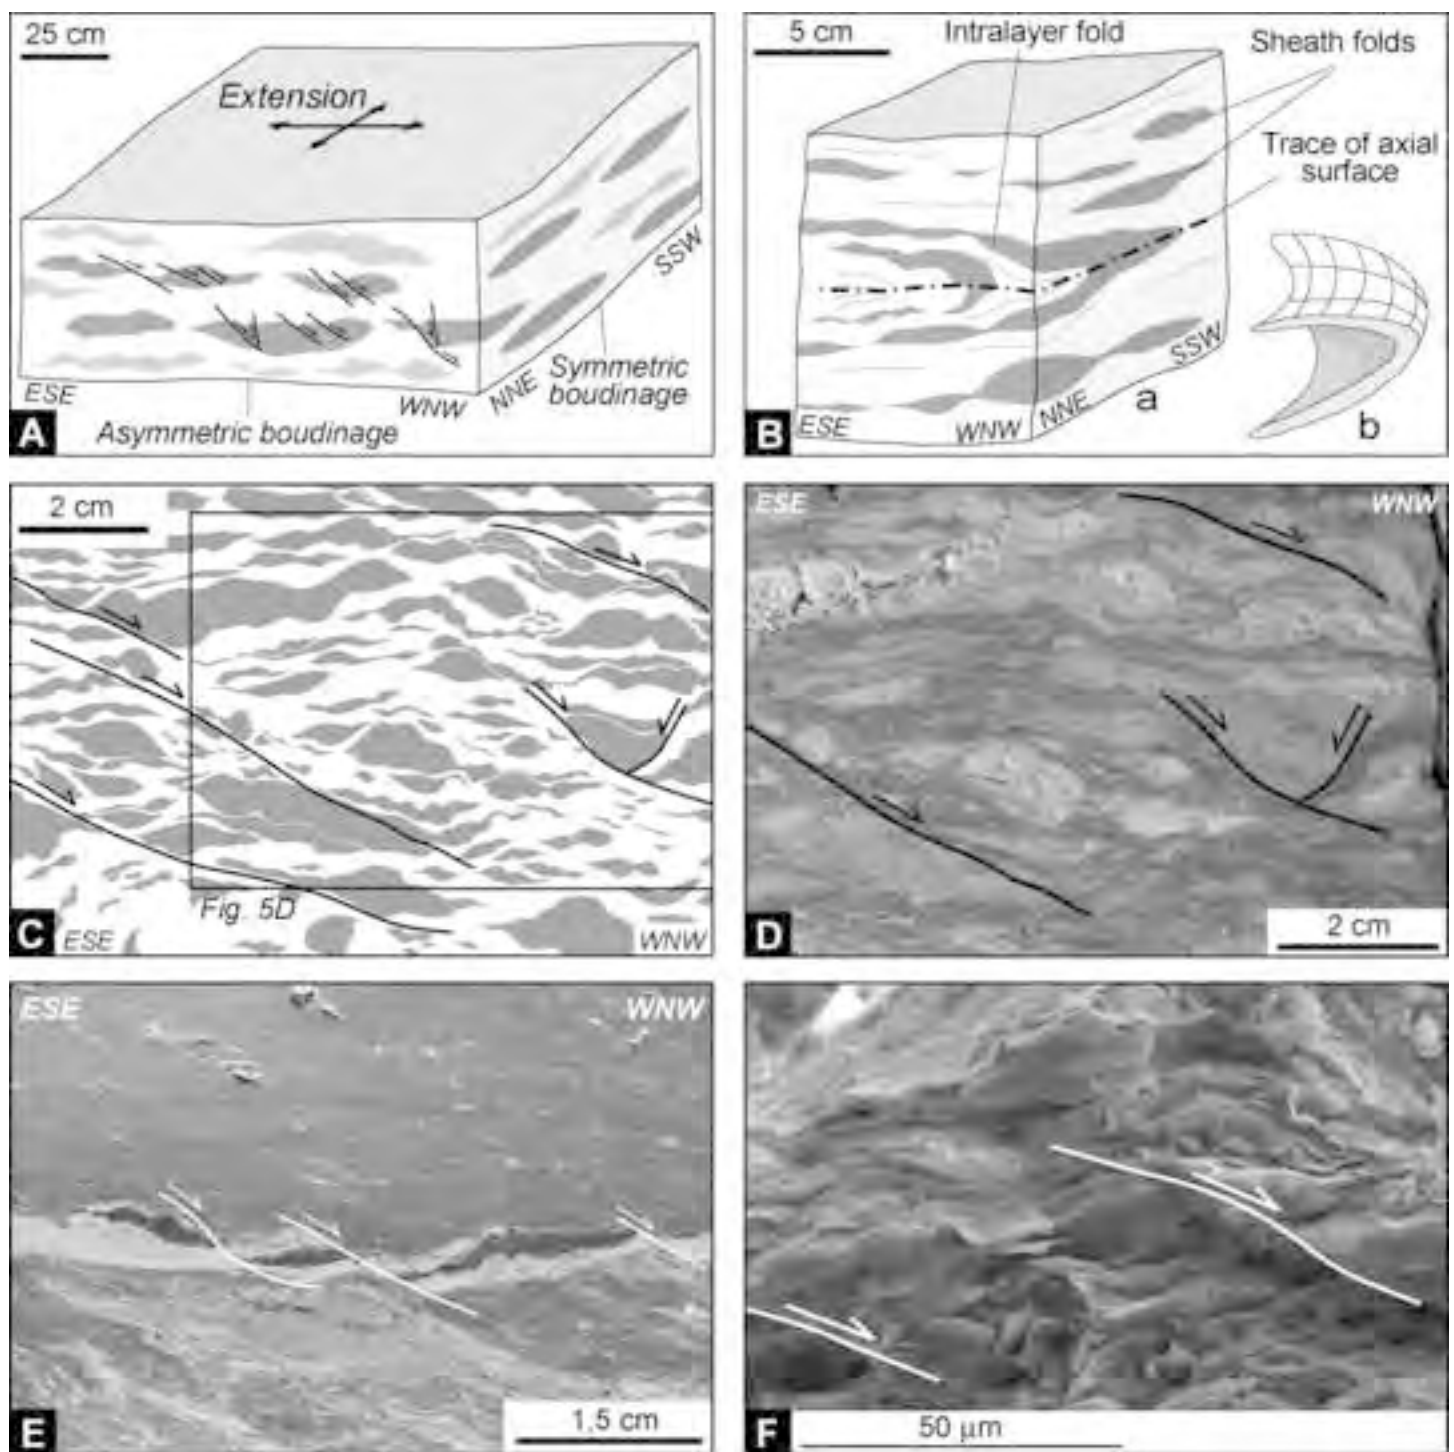 25 cm
Extension
ESE
WNW
NNE
SSW
Symmetric
boudinage
A
Asymmetric boudinage
5 cm
Intralayer fold
Sheath folds
Trace of axial
surface
SSW
a
NNE
ESE
WNW
b
B
2 cm
Fig. 5D
C
ESE
WNW
ESE
WNW
D
2 cm
ESE
WNW
E
1,5 cm
F
50 µm